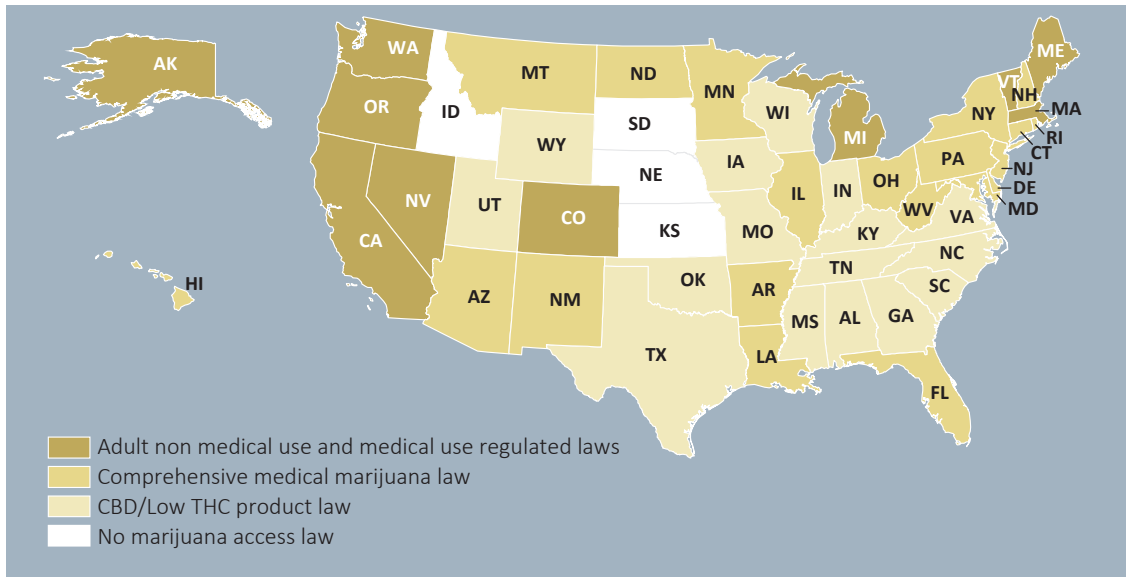 AK
WA
MT
ND
MN
ME
VT
NH
OR
ID
SD
WI
MI
NY
MA
RI
CT
WY
NE
IA
PA
NJ
DE
MD
NV
UT
CO
IL
IN
OH
WV
VA
CA
KS
MO
KY
NC
HI
AZ
NM
OK
AR
TN
SC
TX
LA
MS
AL
GA
FL
Adult non medical use and medical use regulated laws
Comprehensive medical marijuana law
CBD/Low THC product law
No marijuana access law